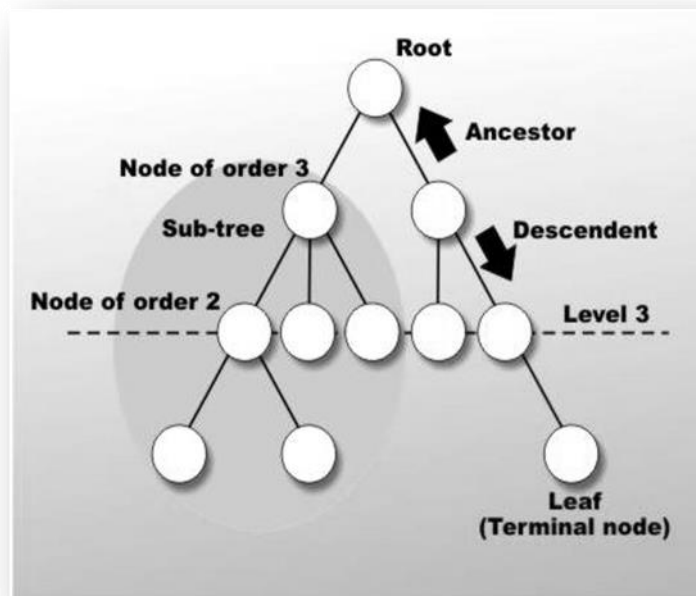 Root
Ancestor
Node of order 3
Sub-tree
Descendent
Node of order 2
Level 3
Leaf
(Terminal node)